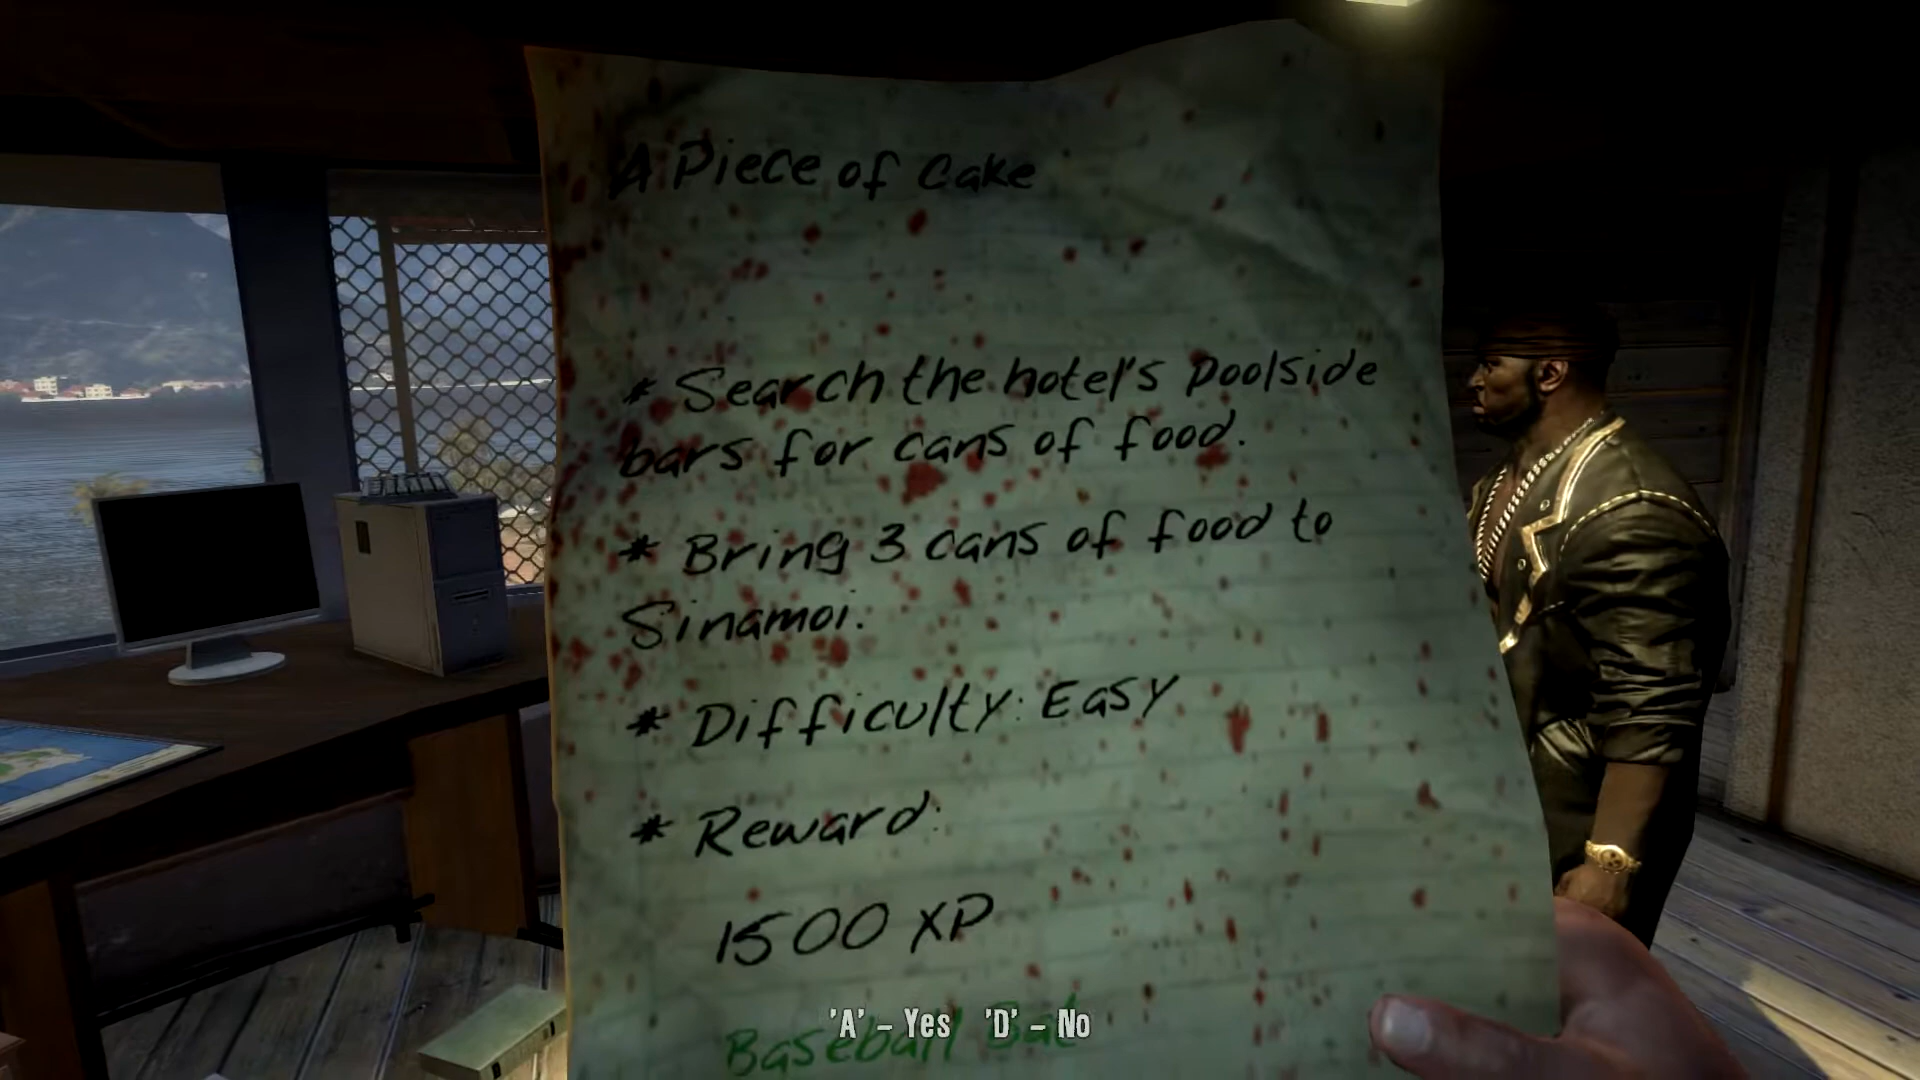 A Piece of Cake
* Search the hotel's poolside
bars for cans of food.
* Bring 3 cans of food to
Sinamoi.
* Difficulty: Easy
* Reward:
1500 XP
'A' – Yes 'D' – No
Baseball Bat